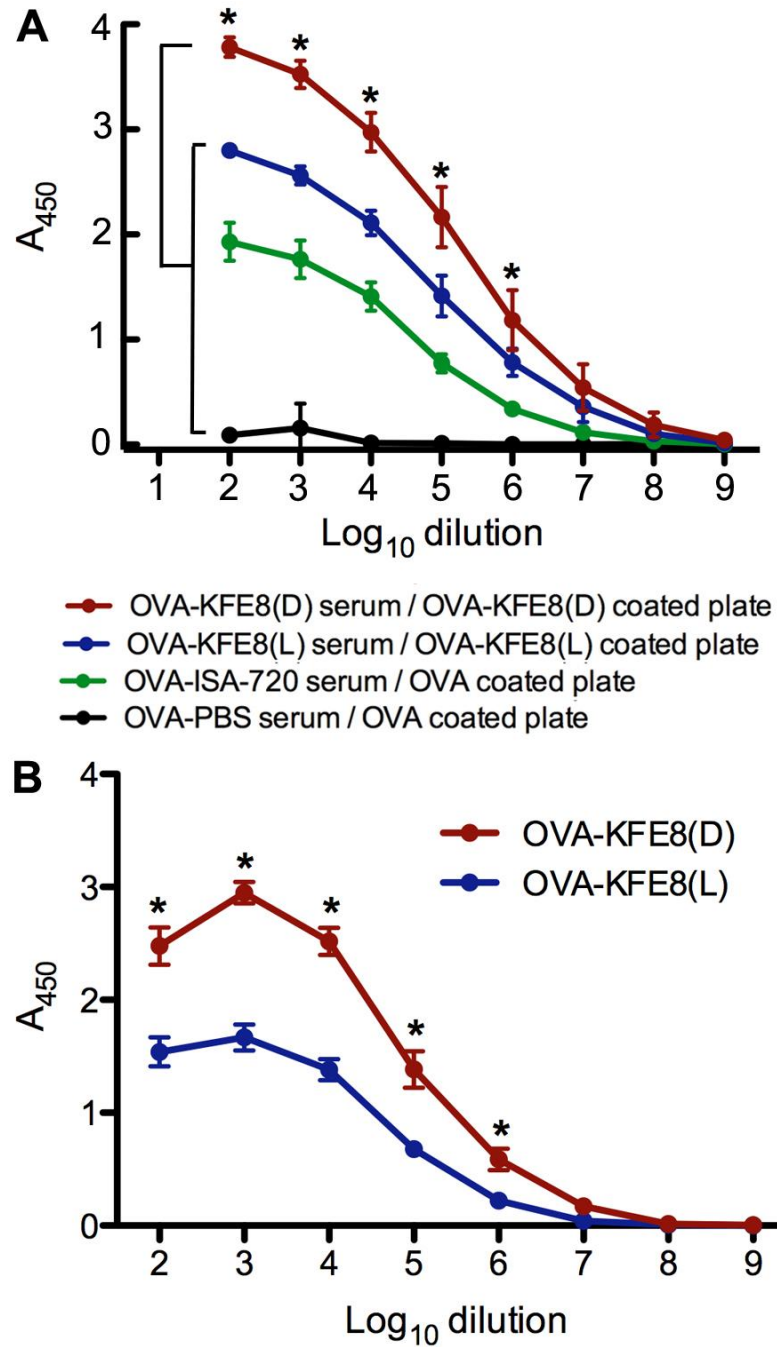 A
4
3
2
1
0
A450
* * * * *
1 2 3 4 5 6 7 8 9
Log10 dilution
OVA-KFE8(D) serum / OVA-KFE8(D) coated plate
OVA-KFE8(L) serum / OVA-KFE8(L) coated plate
OVA-ISA-720 serum / OVA coated plate
OVA-PBS serum / OVA coated plate
B
4
3
2
1
0
A450
OVA-KFE8(D)
OVA-KFE8(L)
* * * * *
2 3 4 5 6 7 8 9
Log10 dilution